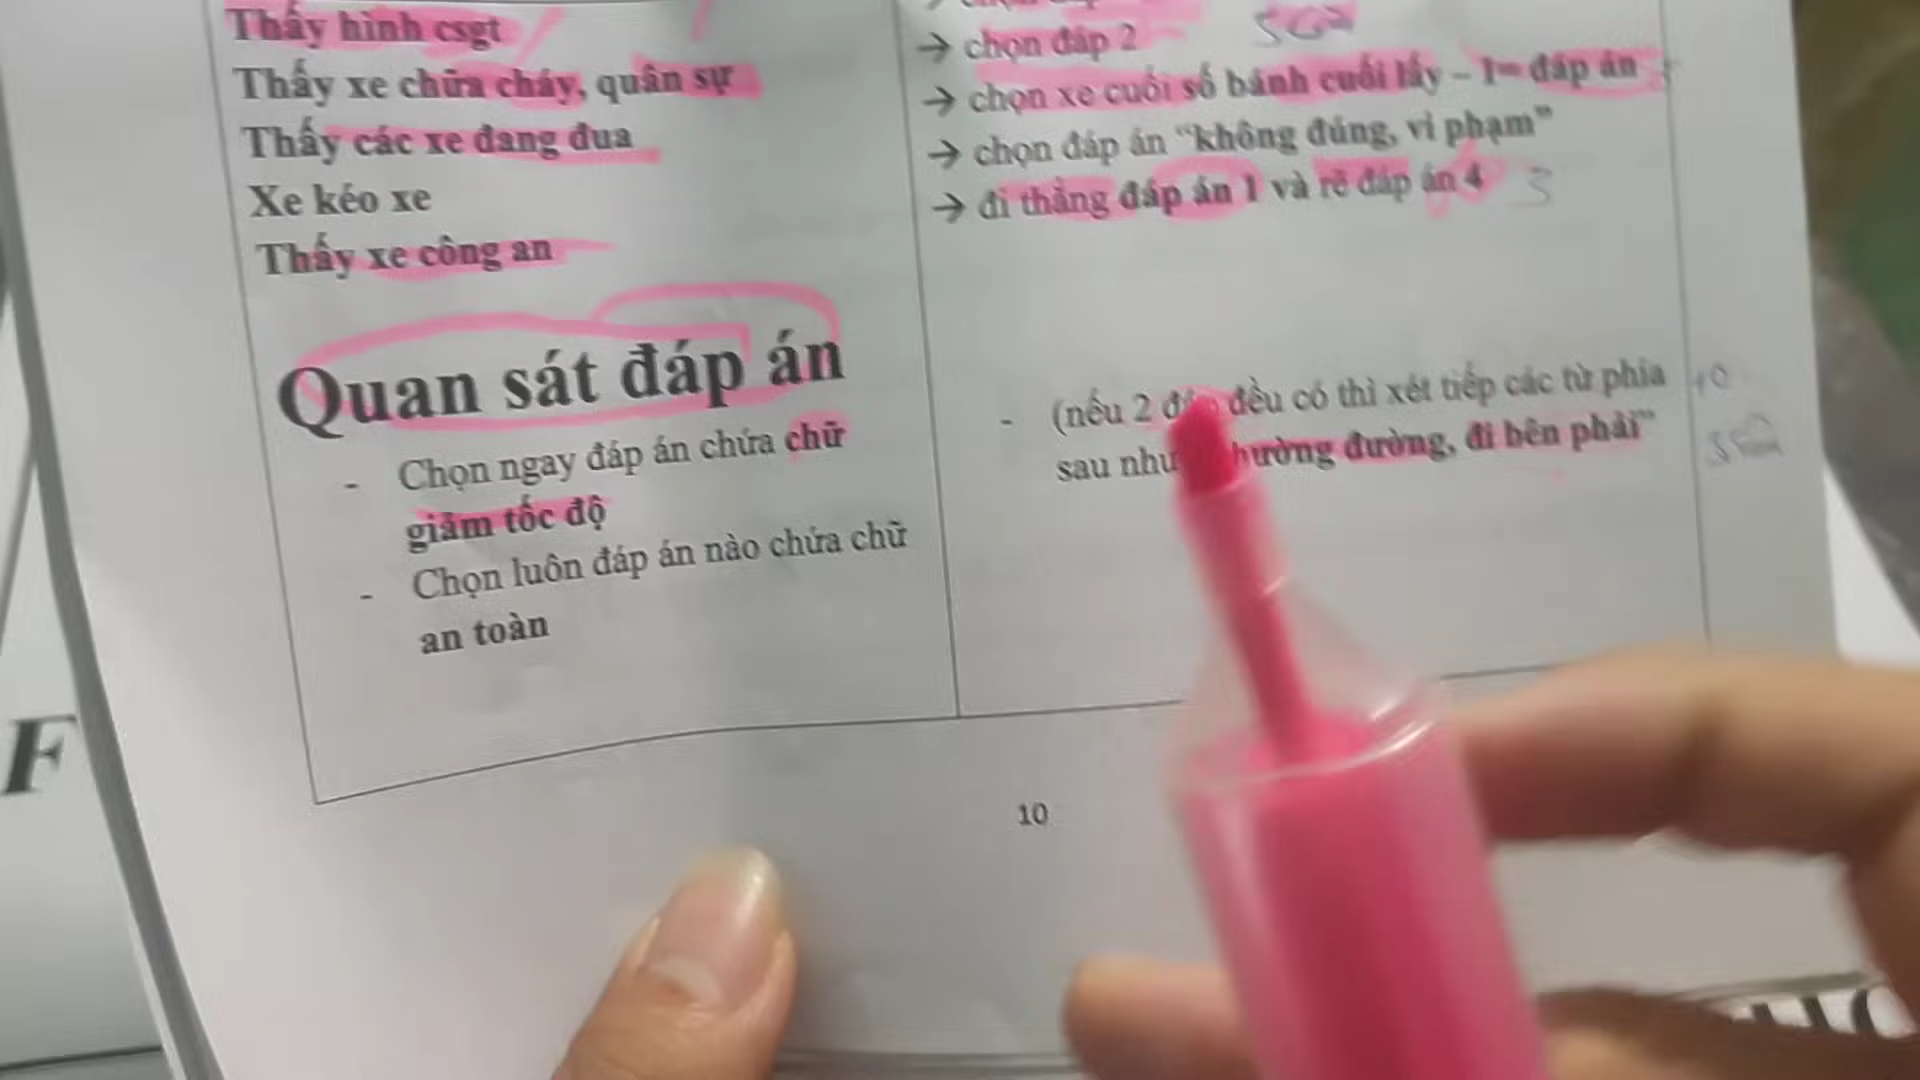 Thấy hình csgt
Thấy xe chữa cháy, quân sự
Thấy các xe đang đua
Xe kéo xe
Thấy xe công an
→ chọn đáp 2
→ chọn xe cuối số bánh cuối lấy – 1= đáp án
→ chọn đáp án “không đúng, vi phạm”
→ đi thẳng đáp án 1 và rẽ đáp án 4 3
Quan sát đáp án
- Chọn ngay đáp án chứa chữ
giảm tốc độ
- Chọn luôn đáp án nào chứa chữ
an toàn
- (nếu 2 đều có thì xét tiếp các từ phía
sau như hường đường, đi bên phải”
10
F